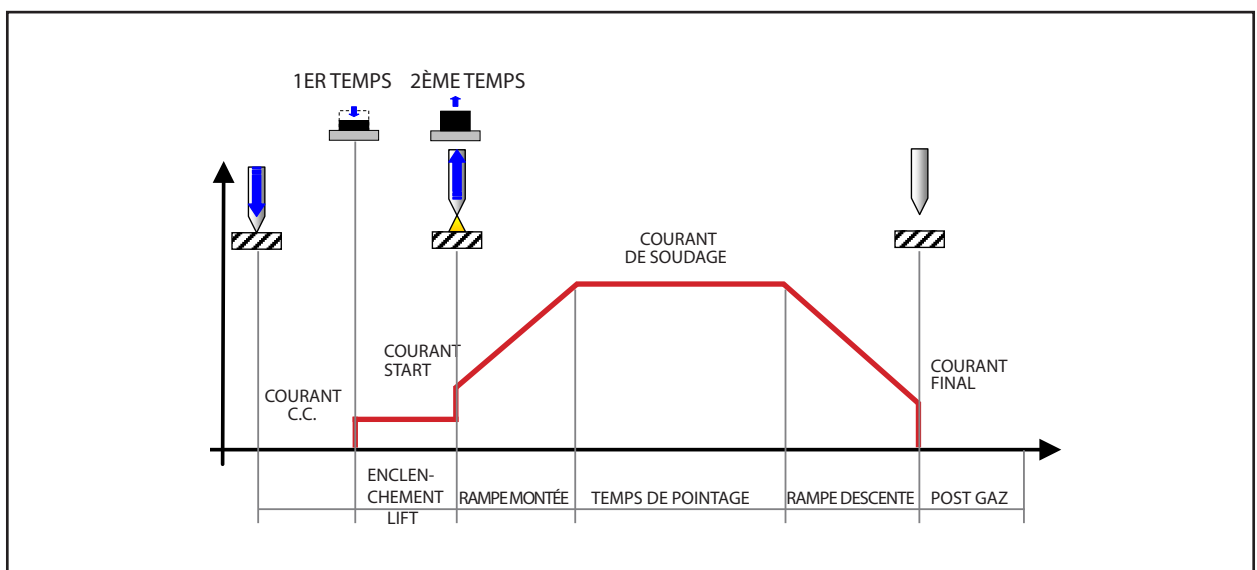 1ER TEMPS
2ÈME TEMPS
COURANT
DE SOUDAGE
COURANT
START
COURANT
FINAL
COURANT
C.C.
ENCLEN-
CHEMENT
LIFT
RAMPE MONTÉE
TEMPS DE POINTAGE
RAMPE DESCENTE
POST GAZ